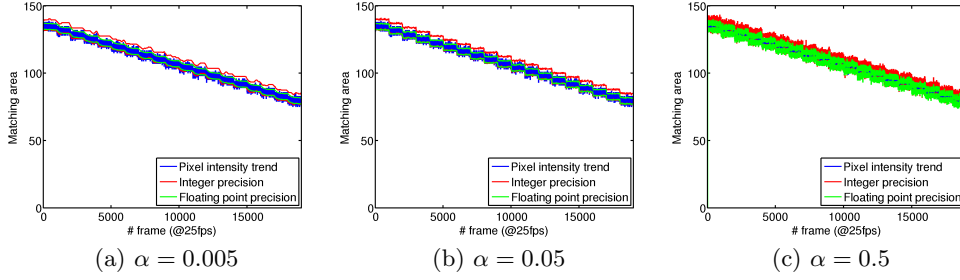 150
100
50
0
Matching area
0 5000 10000 15000
# frame (@25fps)
Pixel intensity trend
Integer precision
Floating point precision
(a) α = 0.005
150
100
50
0
Matching area
0 5000 10000 15000
# frame (@25fps)
Pixel intensity trend
Integer precision
Floating point precision
(b) α = 0.05
150
100
50
0
Matching area
0 5000 10000 15000
# frame (@25fps)
Pixel intensity trend
Integer precision
Floating point precision
(c) α = 0.5